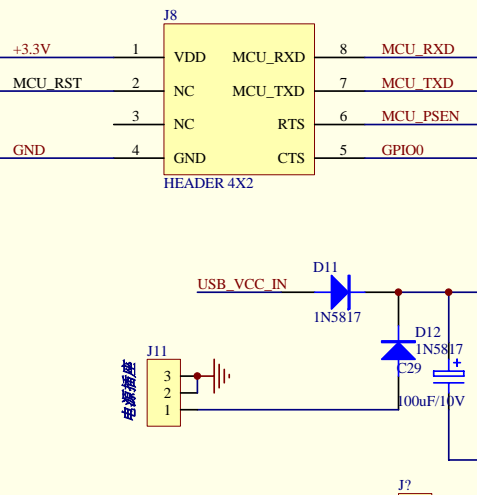 J8
+3.3V 1 VDD MCU_RXD 8 MCU_RXD
MCU_RST 2 NC MCU_TXD 7 MCU_TXD
3 NC RTS 6 MCU_PSEN
GND 4 GND CTS 5 GPIO0
HEADER 4X2
D11
USB_VCC_IN
1N5817
D12
1N5817
C29
100uF/10V
+
J11
3
2
1
电源插座
J?